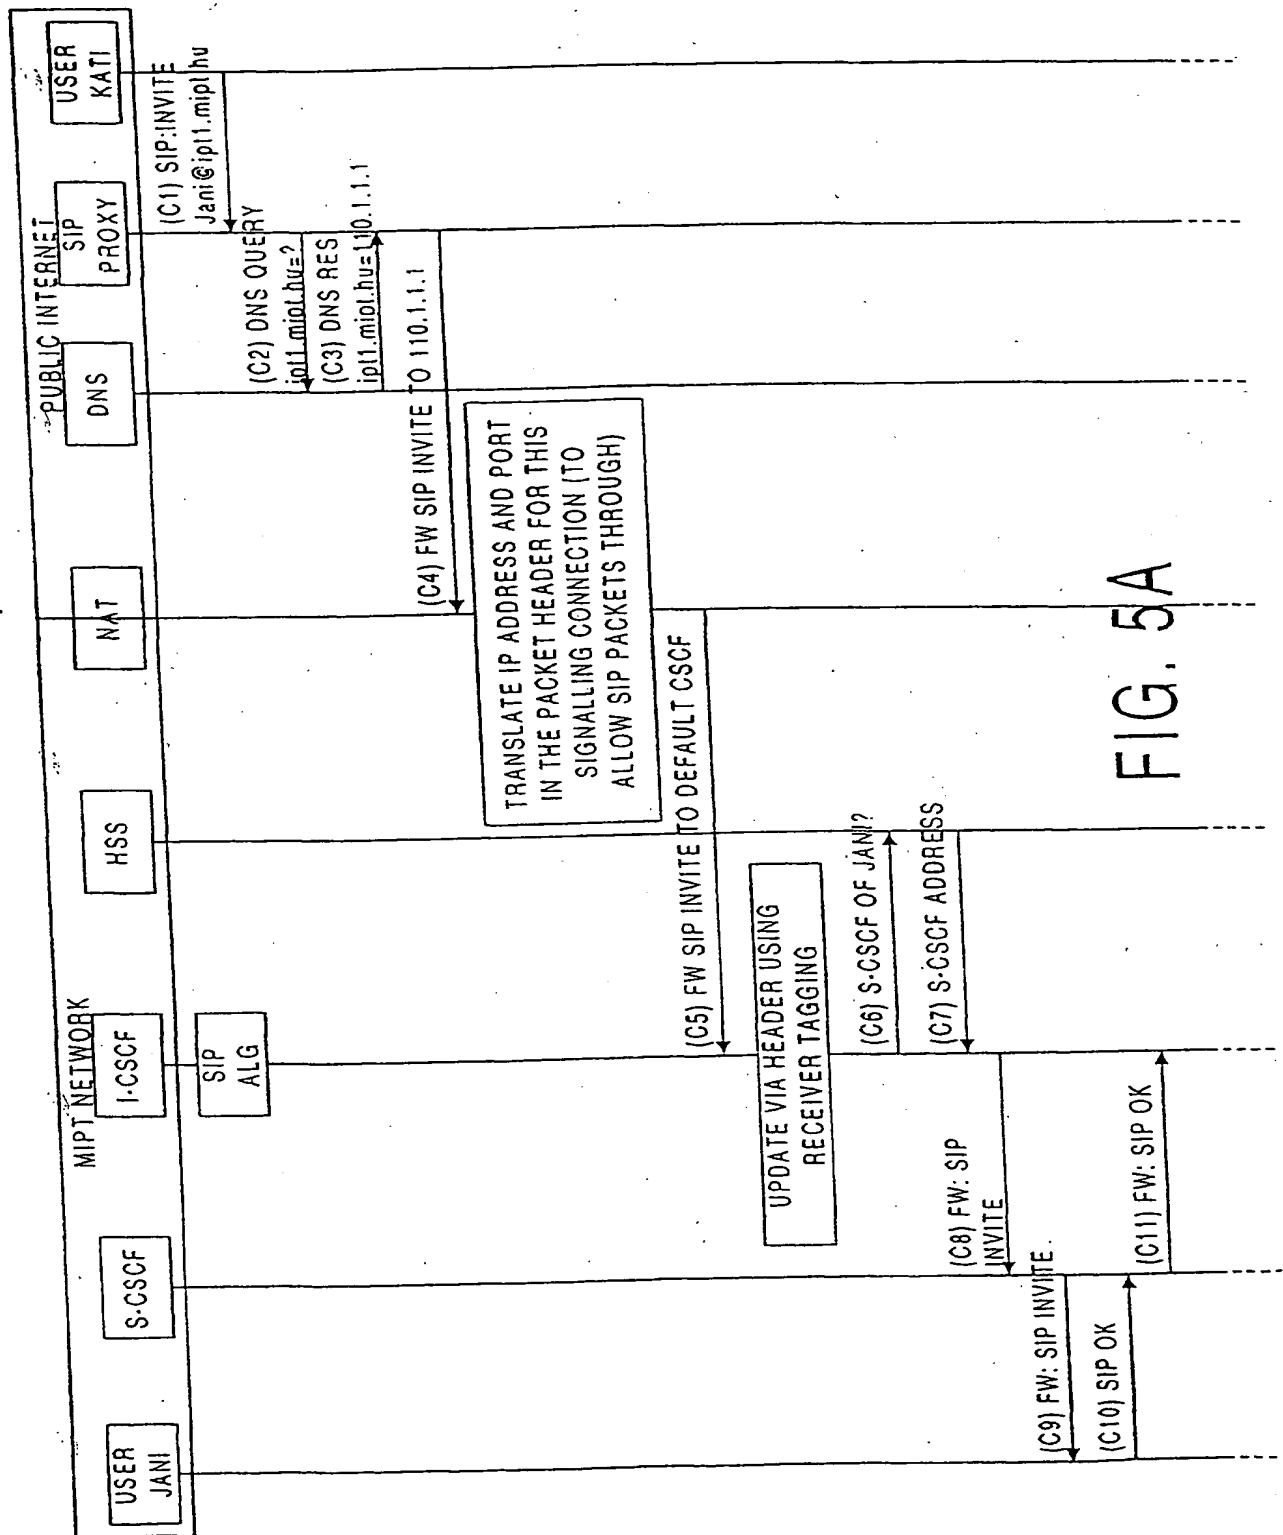 MIPT NETWORK
PUBLIC INTERNET
USER
JANI
S-CSCF
I-CSCF
SIP
ALG
HSS
NAT
DNS
SIP
PROXY
USER
KATI
(C1) SIP:INVITE
Jani@ipt1.mipt.hu
(C2) DNS QUERY
ipt1.mipt.hu=?
(C3) DNS RES
ipt1.mipt.hu=110.1.1.1
(C4) FW SIP INVITE TO 110.1.1.1
TRANSLATE IP ADDRESS AND PORT
IN THE PACKET HEADER FOR THIS
SIGNALLING CONNECTION (TO
ALLOW SIP PACKETS THROUGH)
(C5) FW SIP INVITE TO DEFAULT CSCF
UPDATE VIA HEADER USING
RECEIVER TAGGING
(C6) S-CSCF OF JANI?
(C7) S-CSCF ADDRESS
(C8) FW: SIP
INVITE
(C9) FW: SIP INVITE
(C10) SIP OK
(C11) FW: SIP OK
FIG. 5A